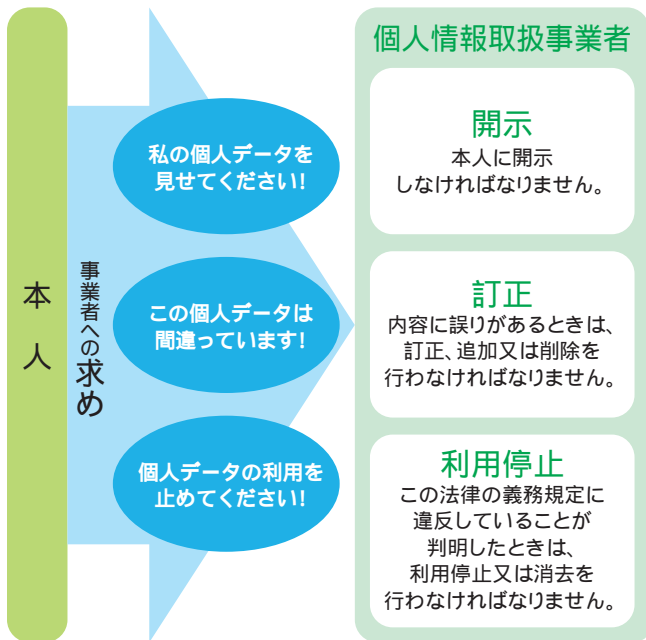 本人
事業者への求め
私の個人データを
見せてください!
この個人データは
間違っています!
個人データの利用を
止めてください!
個人情報取扱事業者
開示
本人に開示
しなければなりません。
訂正
内容に誤りがあるときは、
訂正、追加又は削除を
行わなければなりません。
利用停止
この法律の義務規定に
違反していることが
判明したときは、
利用停止又は消去を
行わなければなりません。